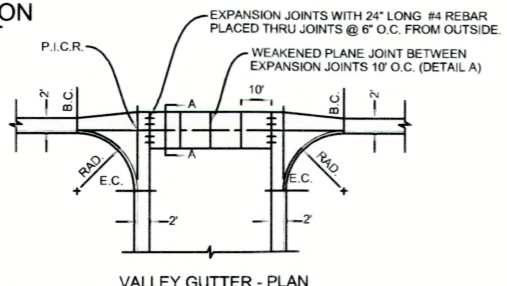 ON
EXPANSION JOINTS WITH 24" LONG #4 REBAR
PLACED THRU JOINTS @ 6" O.C. FROM OUTSIDE.
P.I.C.R.
WEAKENED PLANE JOINT BETWEEN
EXPANSION JOINTS 10' O.C. (DETAIL A)
2'
B.C.
A
10'
B.C.
2'
A
RAD.
E.C.
E.C.
RAD.
2'
2'
VALLEY GUTTER - PLAN